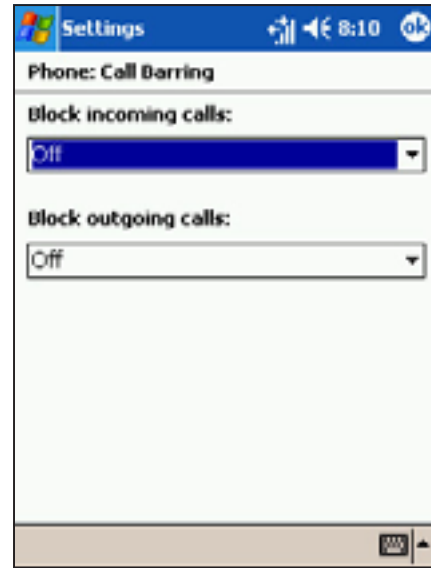 Settings 8:10 ok
Phone: Call Barring
Block incoming calls:
Off
Block outgoing calls:
Off